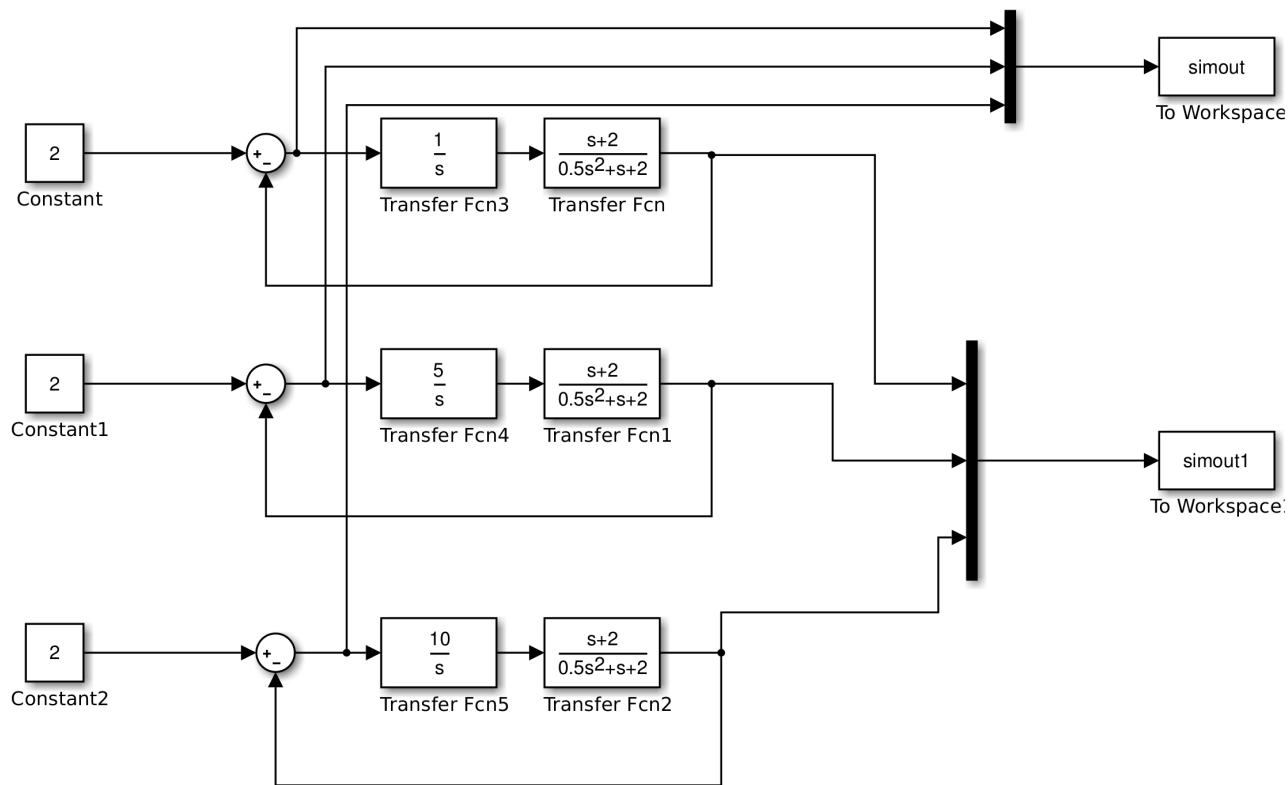 simout
To Workspace
2
Constant
+
−
1
s
Transfer Fcn3
s+2
0.5s²+s+2
Transfer Fcn
2
Constant1
+
−
5
s
Transfer Fcn4
s+2
0.5s²+s+2
Transfer Fcn1
simout1
To Workspace1
2
Constant2
+
−
10
s
Transfer Fcn5
s+2
0.5s²+s+2
Transfer Fcn2